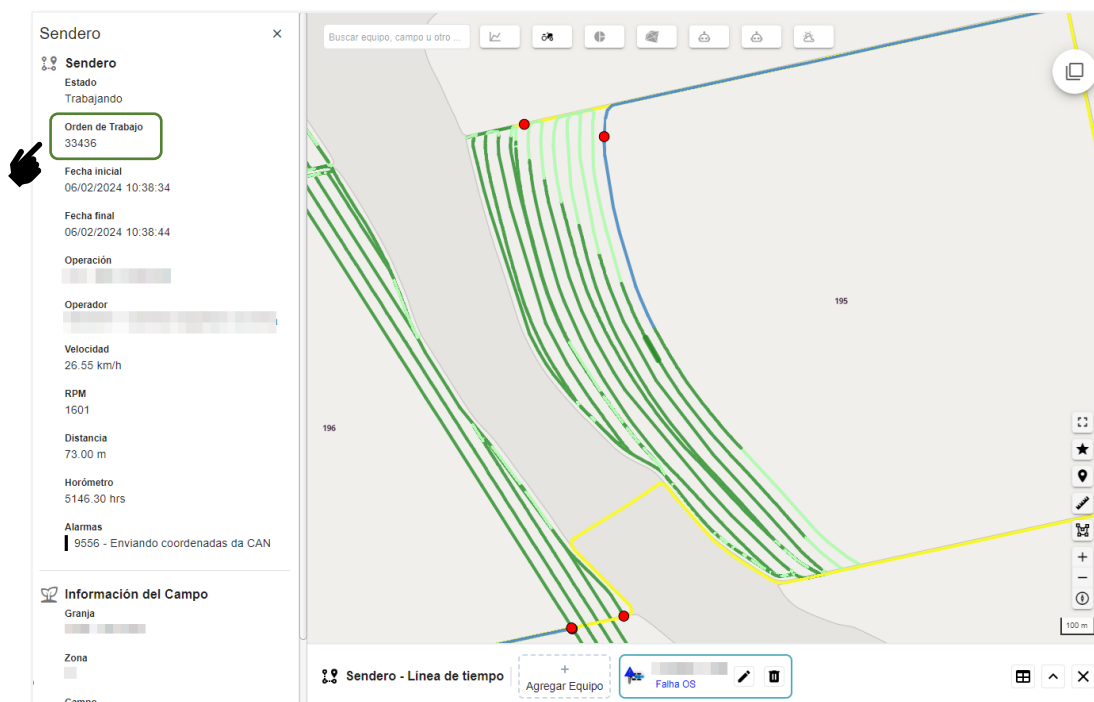 Sendero
Buscar equipo, campo u otro ...
Sendero
Estado
Trabajando
Orden de Trabajo
33436
Fecha inicial
06/02/2024 10:38:34
Fecha final
06/02/2024 10:38:44
Operación
Operador
Velocidad
26.55 km/h
RPM
1601
Distancia
73.00 m
Horómetro
5146.30 hrs
Alarmas
9556 - Enviando coordenadas da CAN
Información del Campo
Granja
Zona
Campo
195
196
100 m
Sendero - Línea de tiempo
+
Agregar Equipo
Falha OS